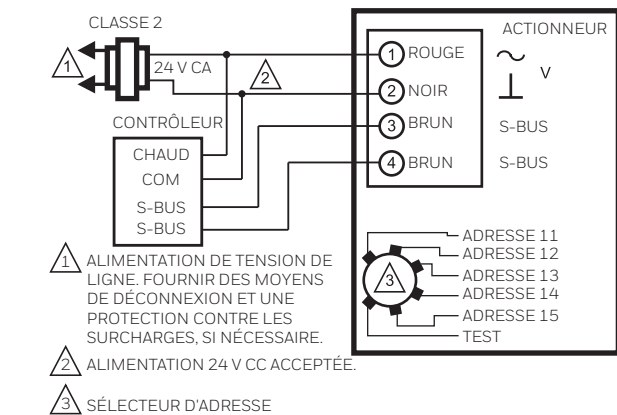 CLASSE 2
ACTIONNEUR
1 ROUGE
V
1
24 V CA
2
2 NOIR
CONTRÔLEUR
3 BRUN S-BUS
CHAUD
4 BRUN S-BUS
COM
S-BUS
S-BUS
ADRESSE 11
ADRESSE 12
ADRESSE 13
3
ADRESSE 14
ADRESSE 15
TEST
1 ALIMENTATION DE TENSION DE
LIGNE. FOURNIR DES MOYENS
DE DÉCONNEXION ET UNE
PROTECTION CONTRE LES
SURCHARGES, SI NÉCESSAIRE.
2 ALIMENTATION 24 V CC ACCEPTÉE.
3 SÉLECTEUR D'ADRESSE